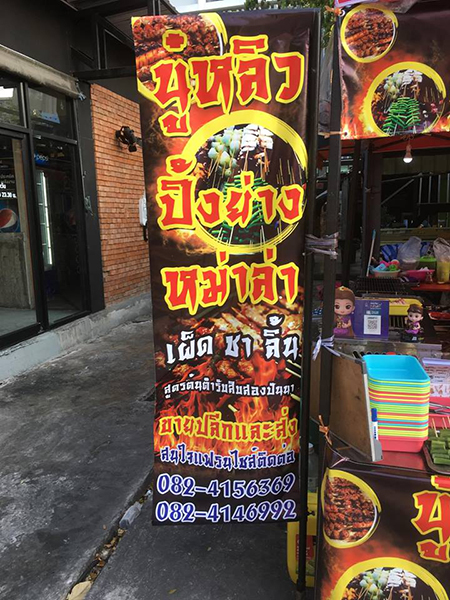 นู๋หลิว
ปิ้งย่าง
หม่าล่า
เผ็ด ชา ลิ้น
สูตรต้นตำรับสิบสองปันนา
ขายปลีกและส่ง
สนใจแฟรนไชส์ติดต่อ
082-4156369
082-4146992